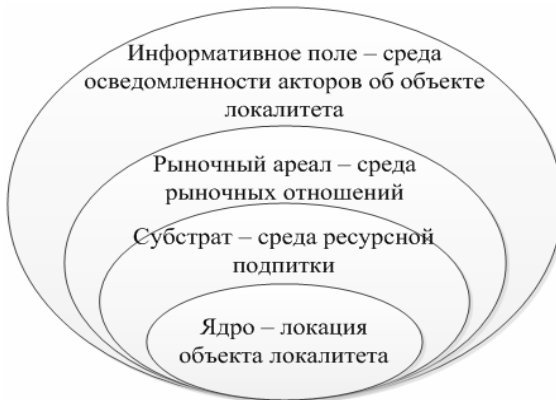 Информативное поле – среда
осведомленности акторов об объекте
локалитета
Рыночный ареал – среда
рыночных отношений
Субстрат – среда ресурсной
подпитки
Ядро – локация
объекта локалитета